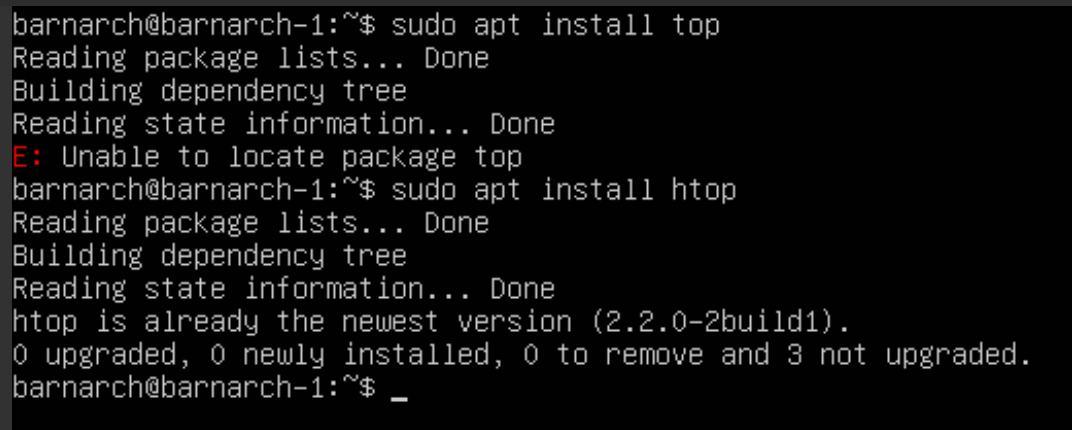 barnarch@barnarch-1:~$ sudo apt install top
Reading package lists... Done
Building dependency tree
Reading state information... Done
E: Unable to locate package top
barnarch@barnarch-1:~$ sudo apt install htop
Reading package lists... Done
Building dependency tree
Reading state information... Done
htop is already the newest version (2.2.0-2build1).
0 upgraded, 0 newly installed, 0 to remove and 3 not upgraded.
barnarch@barnarch-1:~$ _